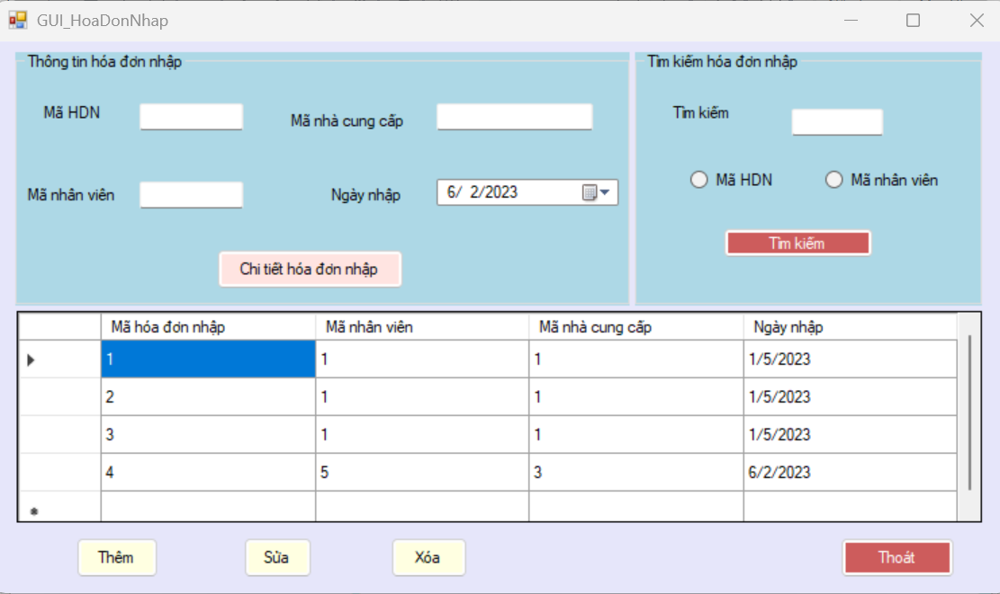 GUI_HoaDonNhap
Thông tin hóa đơn nhập
Mã HDN
Mã nhà cung cấp
Mã nhân viên
Ngày nhập
6/ 2/2023
Chi tiết hóa đơn nhập
Tìm kiếm hóa đơn nhập
Tìm kiếm
Mã HDN Mã nhân viên
Tìm kiếm
Mã hóa đơn nhập Mã nhân viên Mã nhà cung cấp Ngày nhập
1 1 1 1/5/2023
2 1 1 1/5/2023
3 1 1 1/5/2023
4 5 3 6/2/2023
Thêm Sửa Xóa Thoát